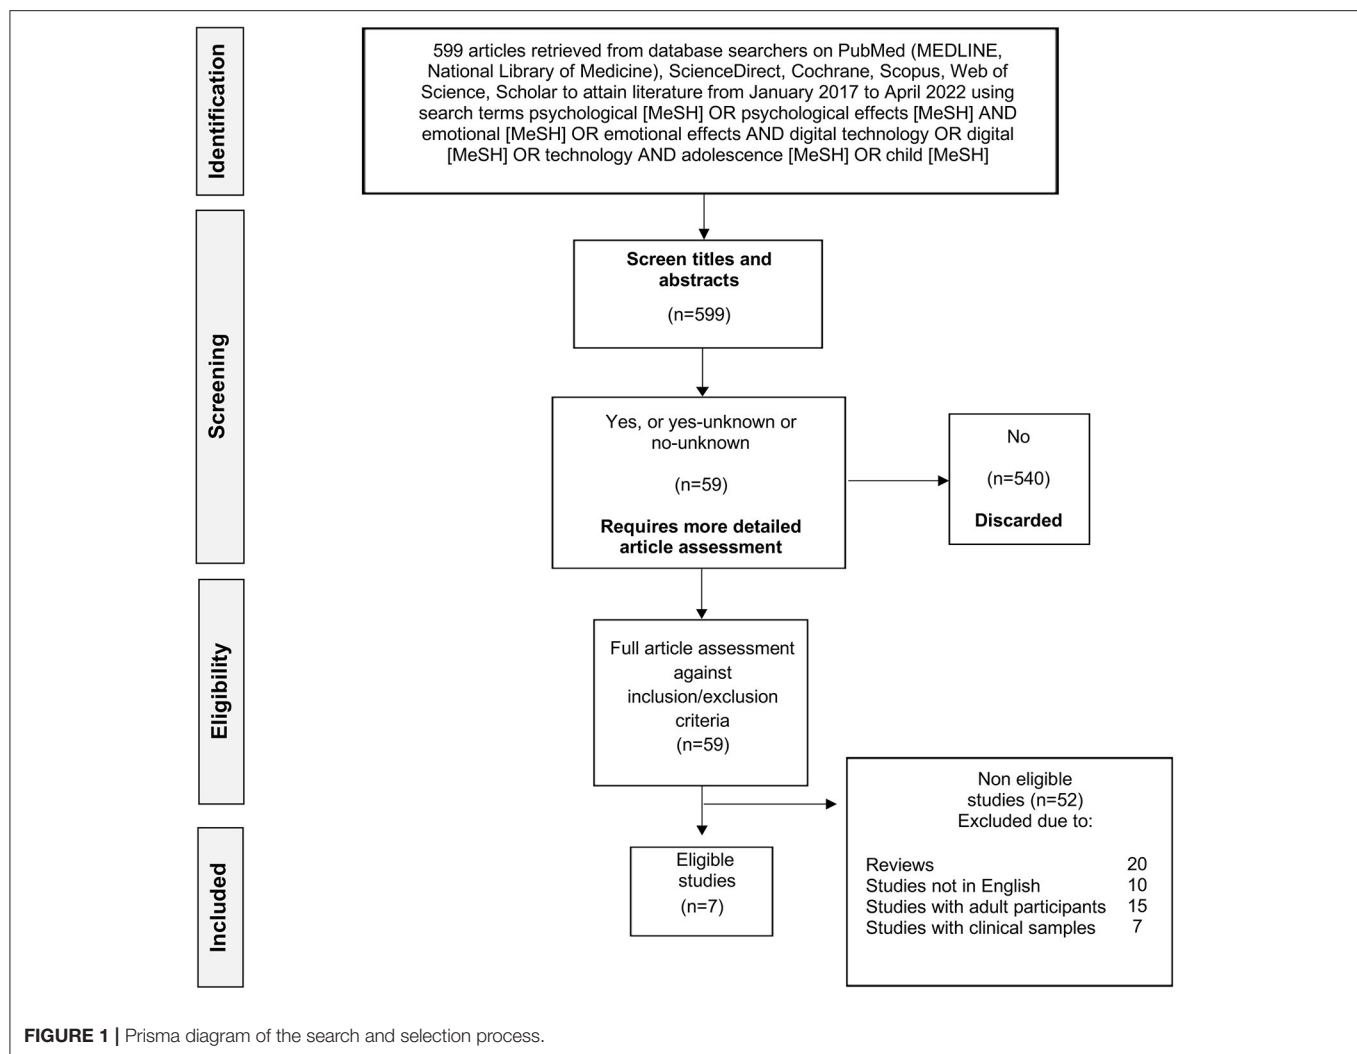 Identification
599 articles retrieved from database searchers on PubMed (MEDLINE,
National Library of Medicine), ScienceDirect, Cochrane, Scopus, Web of
Science, Scholar to attain literature from January 2017 to April 2022 using
search terms psychological [MeSH] OR psychological effects [MeSH] AND
emotional [MeSH] OR emotional effects AND digital technology OR digital
[MeSH] OR technology AND adolescence [MeSH] OR child [MeSH]
Screening
Screen titles and
abstracts
(n=599)
Yes, or yes-unknown or
no-unknown
(n=59)
Requires more detailed
article assessment
No
(n=540)
Discarded
Eligibility
Full article assessment
against
inclusion/exclusion
criteria
(n=59)
Non eligible
studies (n=52)
Excluded due to:
Reviews 20
Studies not in English 10
Studies with adult participants 15
Studies with clinical samples 7
Included
Eligible
studies
(n=7)
FIGURE 1 | Prisma diagram of the search and selection process.